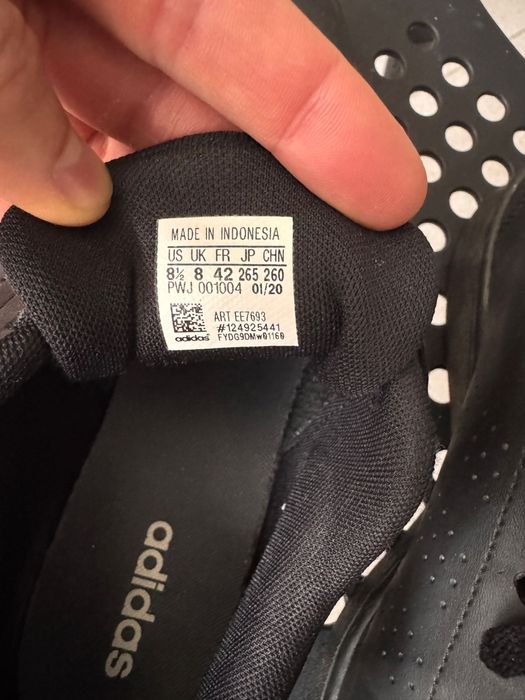 MADE IN INDONESIA
US UK FR JP CHN
8½ 8 42 265 260
PWJ 001004 01/20
ART EE7693
#124925441
adidas FYDG9DMw01160
adidas